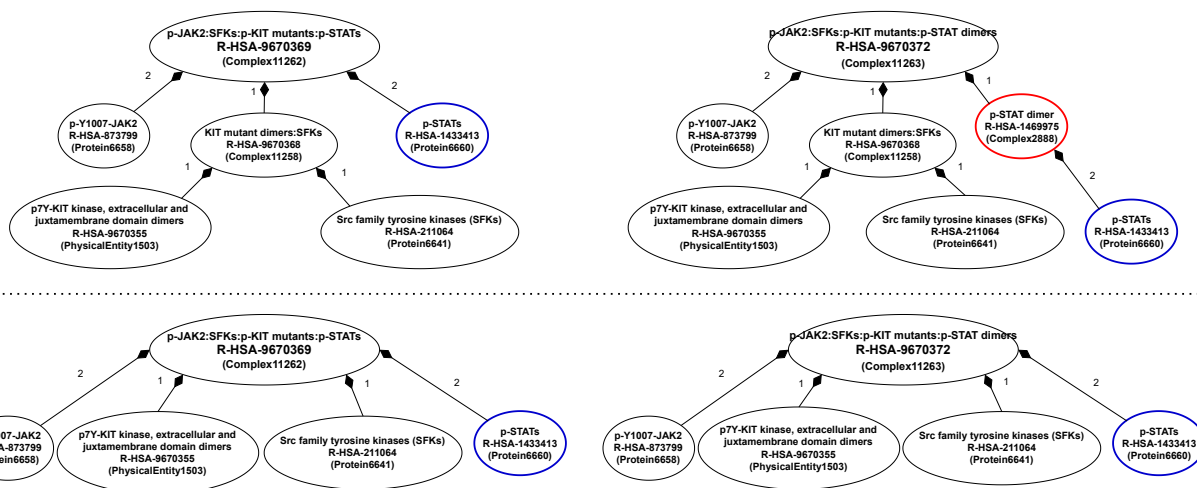 p-JAK2:SFKs:p-KIT mutants:p-STATs
R-HSA-9670369
(Complex11262)
2
1
2
p-Y1007-JAK2
R-HSA-873799
(Protein6658)
KIT mutant dimers:SFKs
R-HSA-9670368
(Complex11258)
p-STATs
R-HSA-1433413
(Protein6660)
1
1
p7Y-KIT kinase, extracellular and
juxtamembrane domain dimers
R-HSA-9670355
(PhysicalEntity1503)
Src family tyrosine kinases (SFKs)
R-HSA-211064
(Protein6641)
p-JAK2:SFKs:p-KIT mutants:p-STAT dimers
R-HSA-9670372
(Complex11263)
2
1
1
p-Y1007-JAK2
R-HSA-873799
(Protein6658)
KIT mutant dimers:SFKs
R-HSA-9670368
(Complex11258)
p-STAT dimer
R-HSA-1469975
(Complex2888)
1
1
2
p7Y-KIT kinase, extracellular and
juxtamembrane domain dimers
R-HSA-9670355
(PhysicalEntity1503)
Src family tyrosine kinases (SFKs)
R-HSA-211064
(Protein6641)
p-STATs
R-HSA-1433413
(Protein6660)
p-JAK2:SFKs:p-KIT mutants:p-STATs
R-HSA-9670369
(Complex11262)
2
1
1
2
007-JAK2
A-873799
ein6658)
p7Y-KIT kinase, extracellular and
juxtamembrane domain dimers
R-HSA-9670355
(PhysicalEntity1503)
Src family tyrosine kinases (SFKs)
R-HSA-211064
(Protein6641)
p-STATs
R-HSA-1433413
(Protein6660)
p-JAK2:SFKs:p-KIT mutants:p-STAT dimers
R-HSA-9670372
(Complex11263)
2
1
1
2
p-Y1007-JAK2
R-HSA-873799
(Protein6658)
p7Y-KIT kinase, extracellular and
juxtamembrane domain dimers
R-HSA-9670355
(PhysicalEntity1503)
Src family tyrosine kinases (SFKs)
R-HSA-211064
(Protein6641)
p-STATs
R-HSA-1433413
(Protein6660)